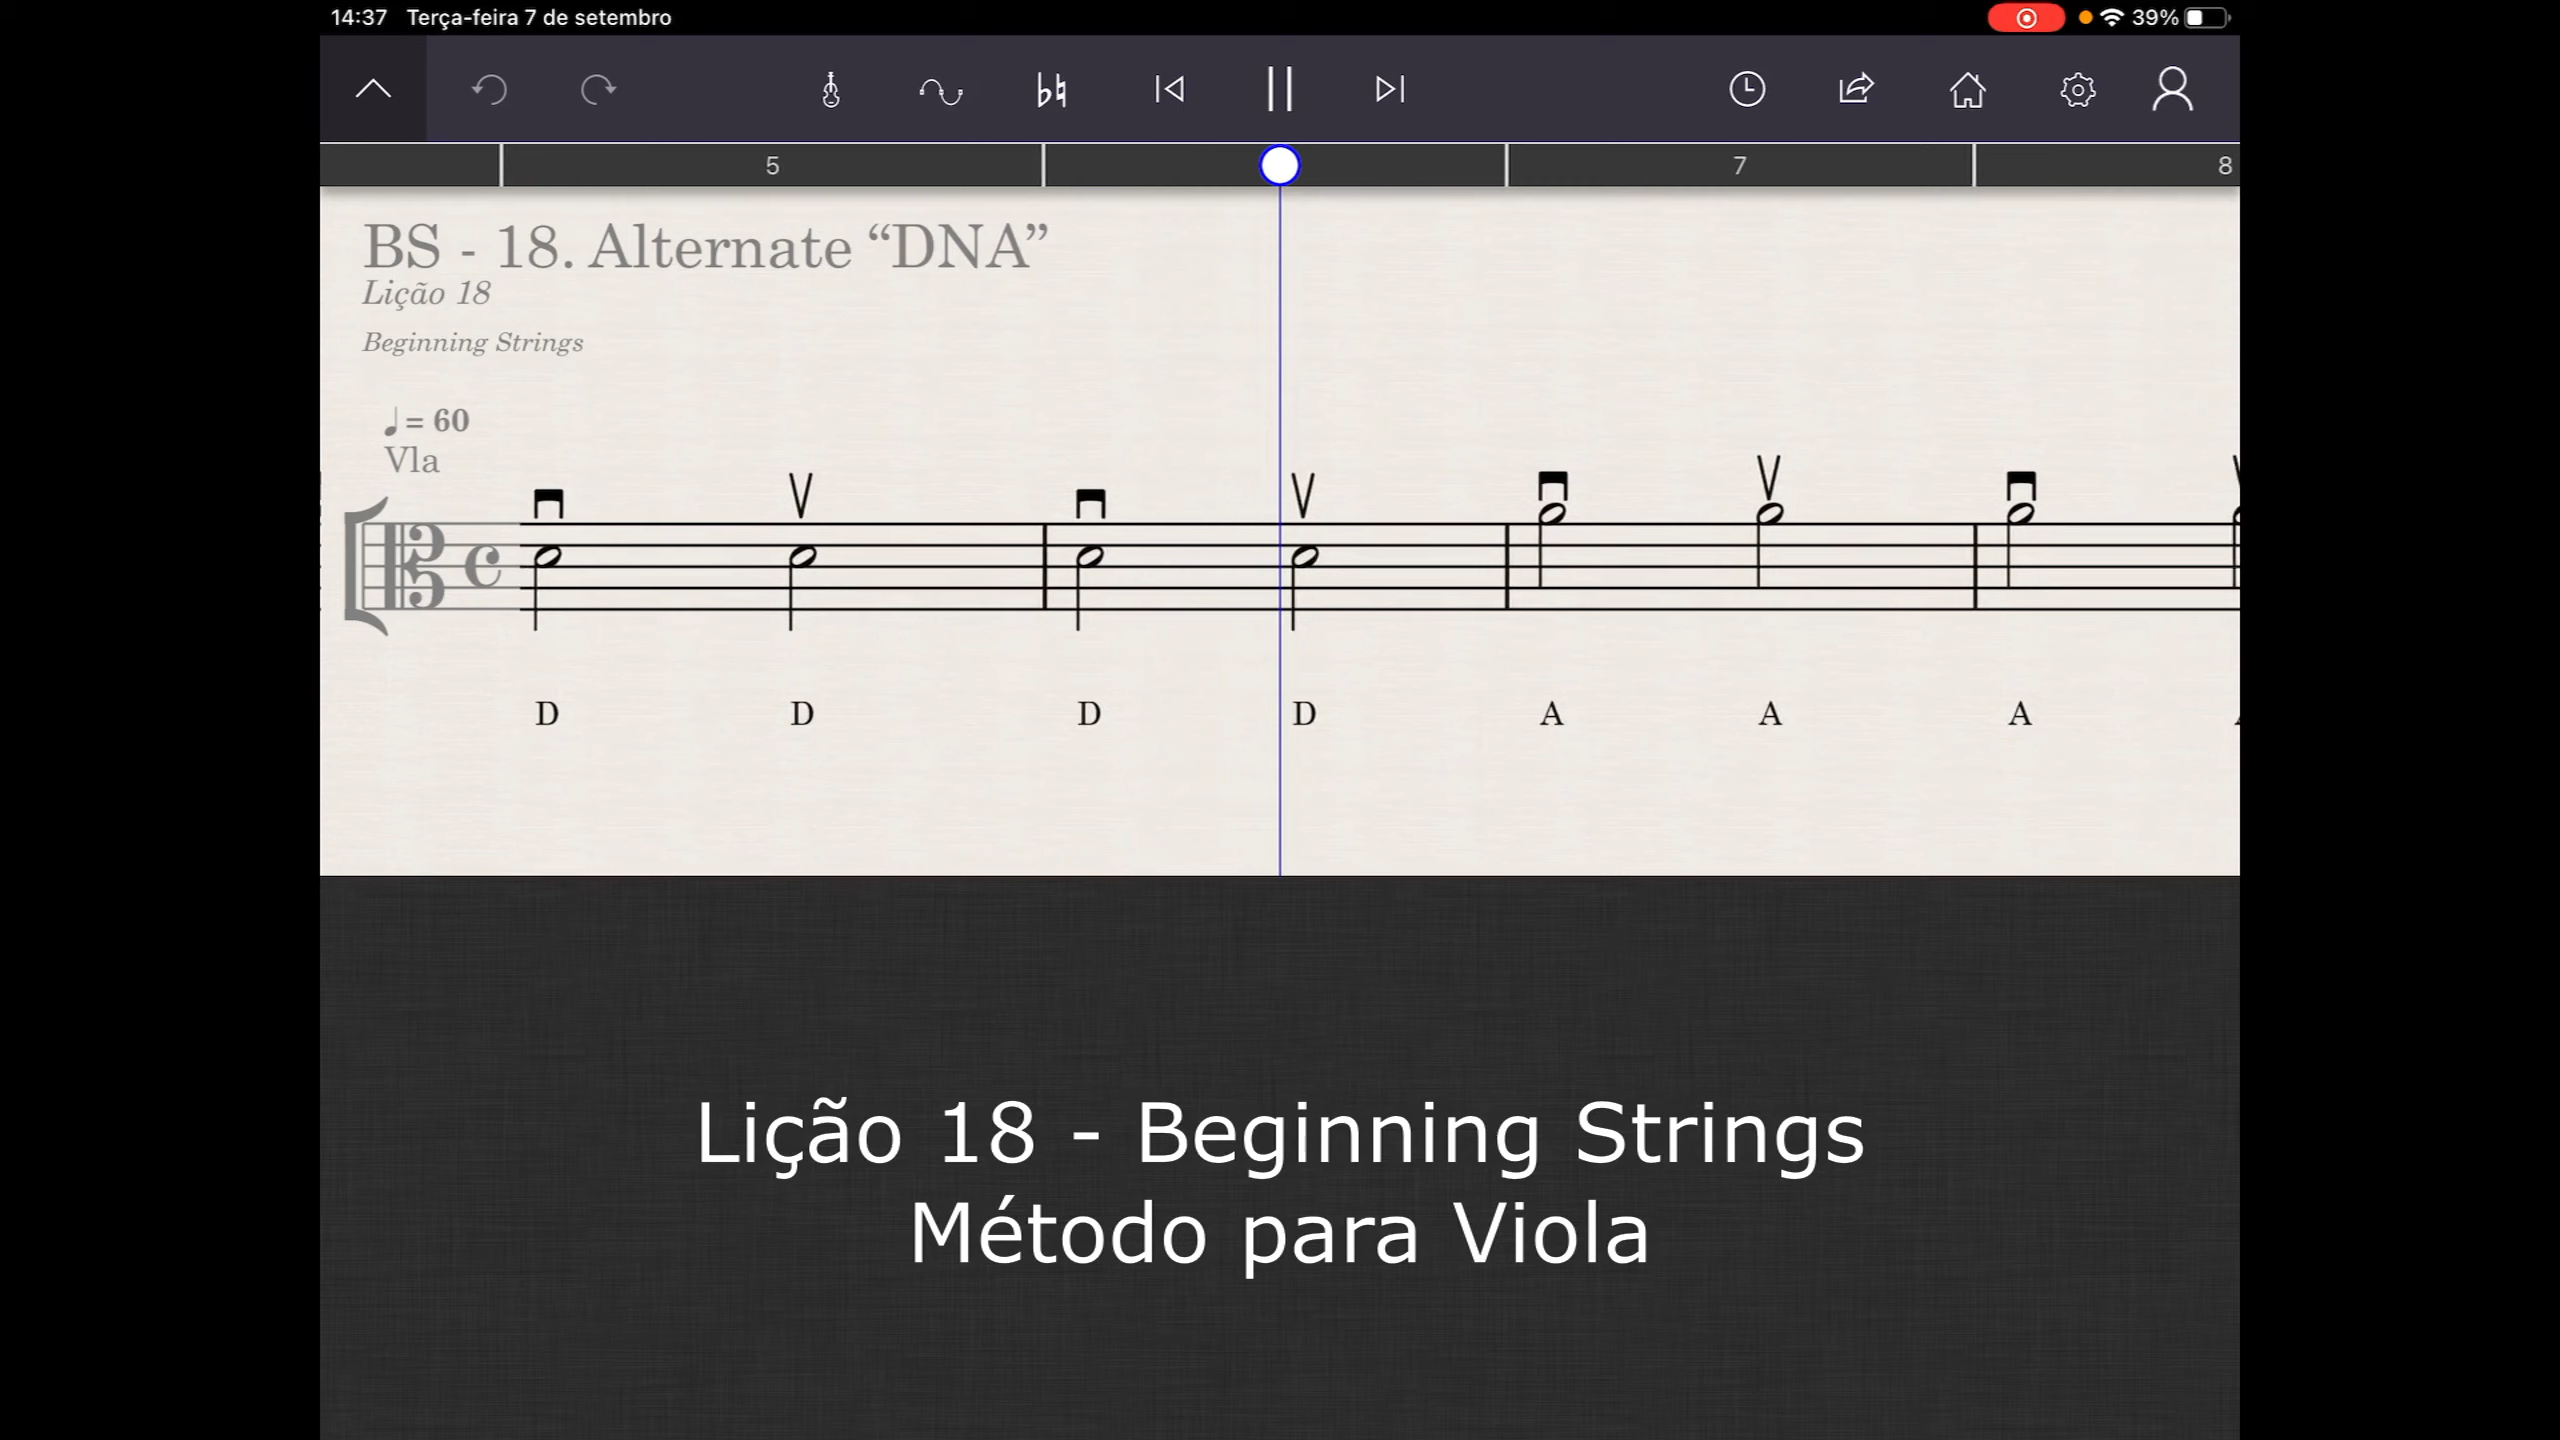 14:37 Terça-feira 7 de setembro 39%
5 7 8
BS - 18. Alternate “DNA”
Lição 18
Beginning Strings
♩ = 60
Vla
D D D D A A A
Lição 18 - Beginning Strings
Método para Viola